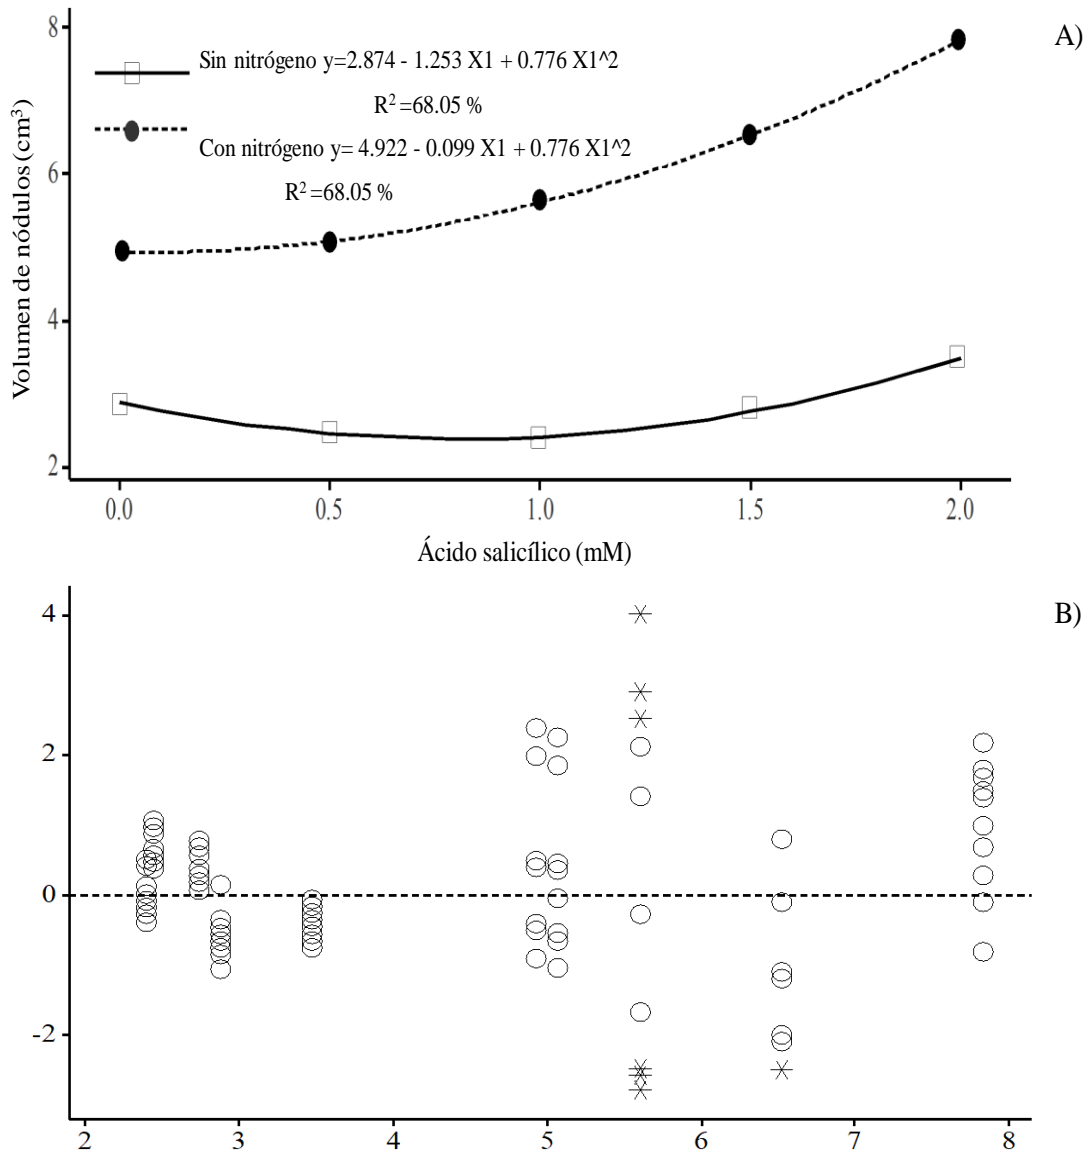 A)
8
Sin nitrógeno y=2.874 - 1.253 X1 + 0.776 X1^2
R² =68.05 %
Con nitrógeno y= 4.922 - 0.099 X1 + 0.776 X1^2
R² =68.05 %
6
4
2
Volumen de nódulos (cm³)
0.0 0.5 1.0 1.5 2.0
Ácido salicílico (mM)
B)
4
2
0
-2
2 3 4 5 6 7 8